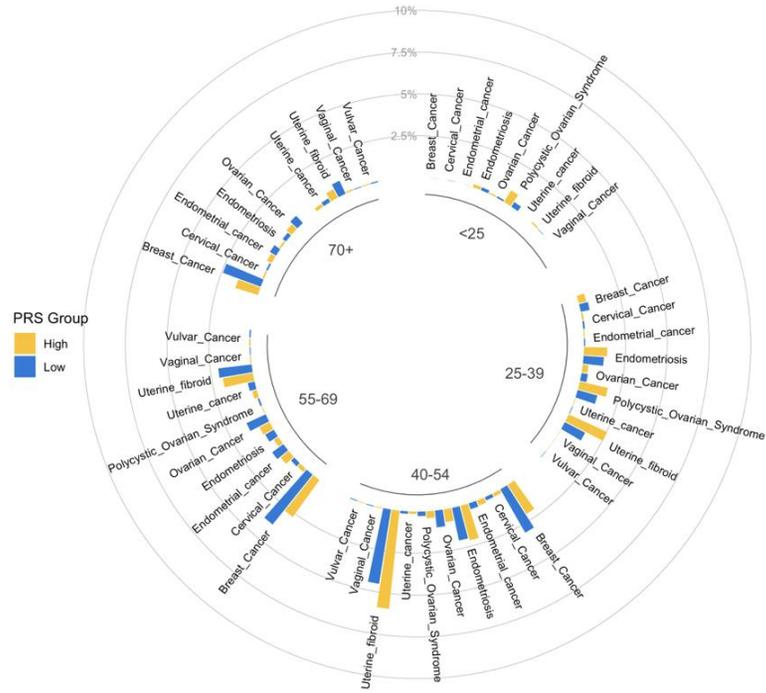 10%
7.5%
5%
2.5%
Breast_Cancer
Cervical_Cancer
Endometrial_cancer
Endometriosis
Ovarian_Cancer
Polycystic_Ovarian_Syndrome
Uterine_cancer
Uterine_fibroid
Vaginal_Cancer
<25
Breast_Cancer
Cervical_Cancer
Endometrial_cancer
Endometriosis
Ovarian_Cancer
Polycystic_Ovarian_Syndrome
Uterine_cancer
Uterine_fibroid
Vaginal_Cancer
Vulvar_Cancer
25-39
Breast_Cancer
Cervical_Cancer
Endometrial_cancer
Endometriosis
Ovarian_Cancer
Polycystic_Ovarian_Syndrome
Uterine_cancer
Uterine_fibroid
Vaginal_Cancer
Vulvar_Cancer
40-54
Breast_Cancer
Cervical_Cancer
Endometrial_cancer
Endometriosis
Ovarian_Cancer
Polycystic_Ovarian_Syndrome
Uterine_cancer
Uterine_fibroid
Vaginal_Cancer
Vulvar_Cancer
55-69
Breast_Cancer
Cervical_Cancer
Endometrial_cancer
Endometriosis
Ovarian_Cancer
Uterine_cancer
Uterine_fibroid
Vaginal_Cancer
Vulvar_Cancer
70+
PRS Group
High
Low